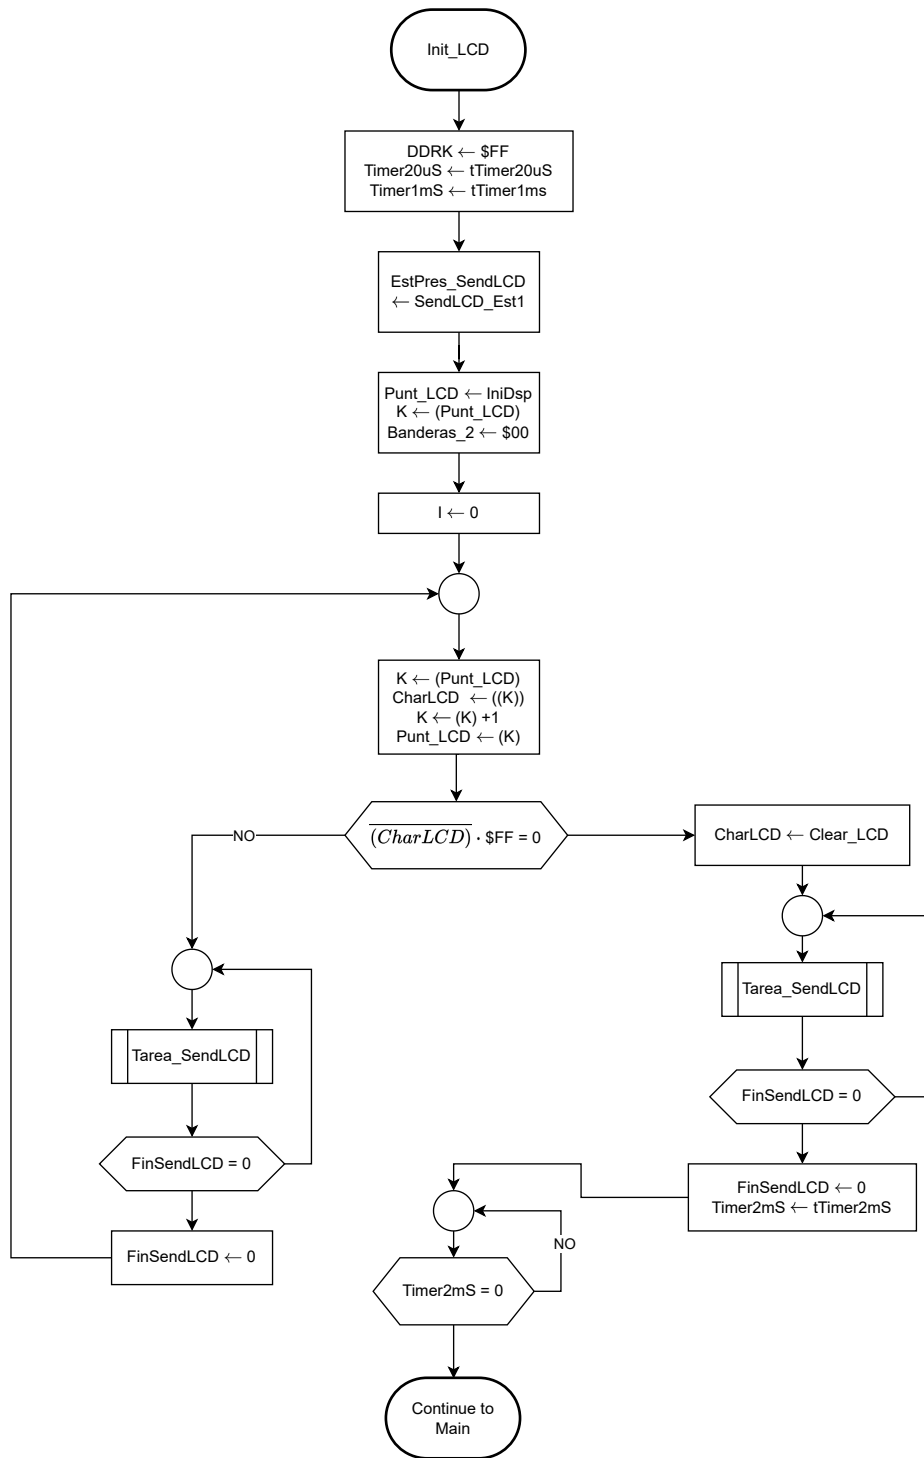 Init_LCD
DDRK ← $FF
Timer20uS ← tTimer20uS
Timer1mS ← tTimer1ms
EstPres_SendLCD
← SendLCD_Est1
Punt_LCD ← IniDsp
K ← (Punt_LCD)
Banderas_2 ← $00
I ← 0
K ← (Punt_LCD)
CharLCD ← ((K))
K ← (K) +1
Punt_LCD ← (K)
NO
\overline{(CharLCD)} · $FF = 0
CharLCD ← Clear_LCD
Tarea_SendLCD
Tarea_SendLCD
FinSendLCD = 0
FinSendLCD = 0
FinSendLCD ← 0
Timer2mS ← tTimer2mS
NO
FinSendLCD ← 0
Timer2mS = 0
Continue to
Main